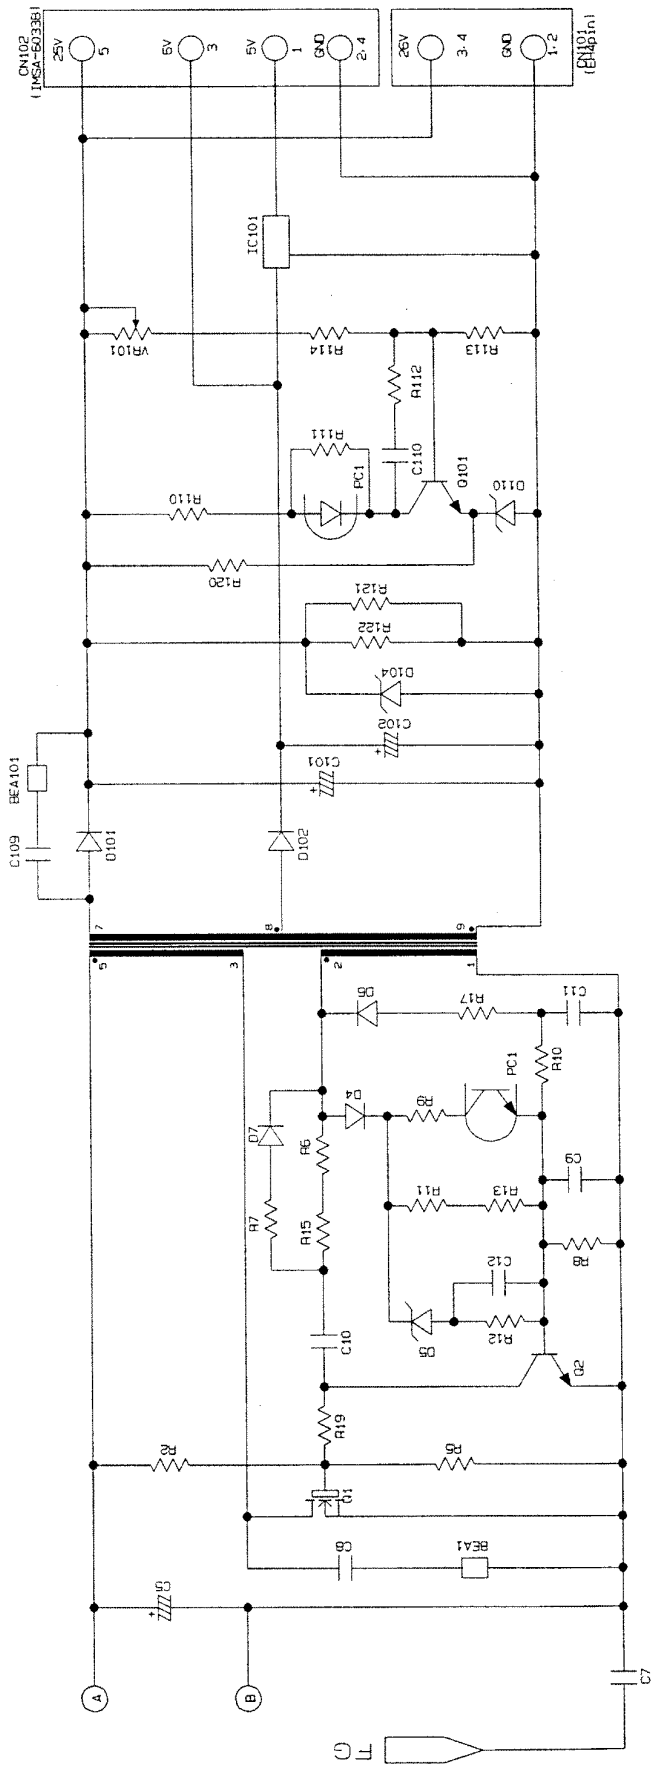 CN102
(IMSA-6033B)
25V
5
6V
3
5V
1
GND
2.4
26V
3.4
GND
1.2
CN101
(EH4pin)
IC101
VR101
R114
R113
R112
C110
R111
PC1
Q101
D110
R110
R120
R121
R122
D104
C102
C101
BEA101
C109
D101
D102
7
8
9
5
3
2
1
D6
R17
C11
R10
PC1
D7
D4
R9
R6
R7
R15
R11
R13
C9
R8
C12
R12
D5
C10
Q2
R19
R2
R5
Q1
C8
BEA1
C5
A
B
C7
FG